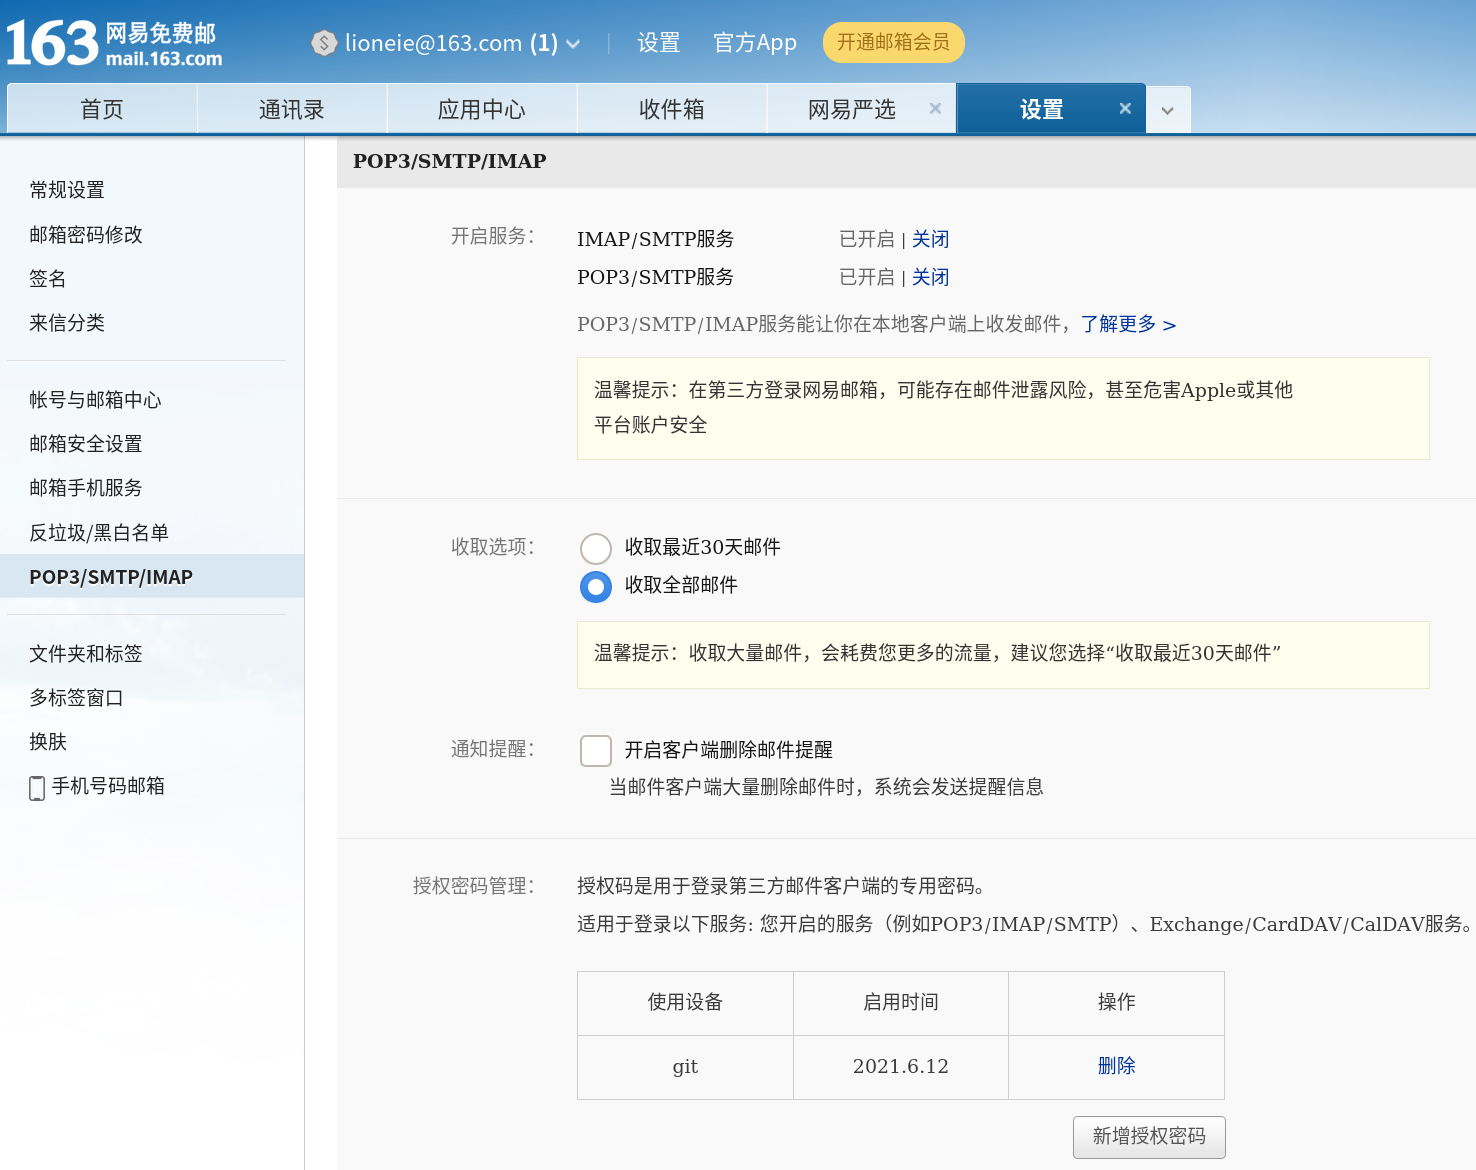 163 网易免费邮
mail.163.com
lioneie@163.com (1)
设置
官方App
开通邮箱会员
首页
通讯录
应用中心
收件箱
网易严选
设置
常规设置
邮箱密码修改
签名
来信分类
帐号与邮箱中心
邮箱安全设置
邮箱手机服务
反垃圾/黑白名单
POP3/SMTP/IMAP
文件夹和标签
多标签窗口
换肤
手机号码邮箱
POP3/SMTP/IMAP
开启服务：
IMAP/SMTP服务 已开启 | 关闭
POP3/SMTP服务 已开启 | 关闭
POP3/SMTP/IMAP服务能让你在本地客户端上收发邮件，了解更多 >
温馨提示：在第三方登录网易邮箱，可能存在邮件泄露风险，甚至危害Apple或其他
平台账户安全
收取选项：
收取最近30天邮件
收取全部邮件
温馨提示：收取大量邮件，会耗费您更多的流量，建议您选择“收取最近30天邮件”
通知提醒：
开启客户端删除邮件提醒
当邮件客户端大量删除邮件时，系统会发送提醒信息
授权密码管理：
授权码是用于登录第三方邮件客户端的专用密码。
适用于登录以下服务: 您开启的服务（例如POP3/IMAP/SMTP）、Exchange/CardDAV/CalDAV服务。
使用设备 启用时间 操作
git 2021.6.12 删除
新增授权密码